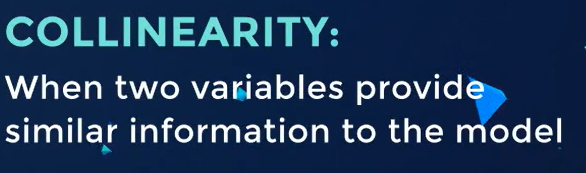 COLLINEARITY:
When two variables provide
similar information to the model